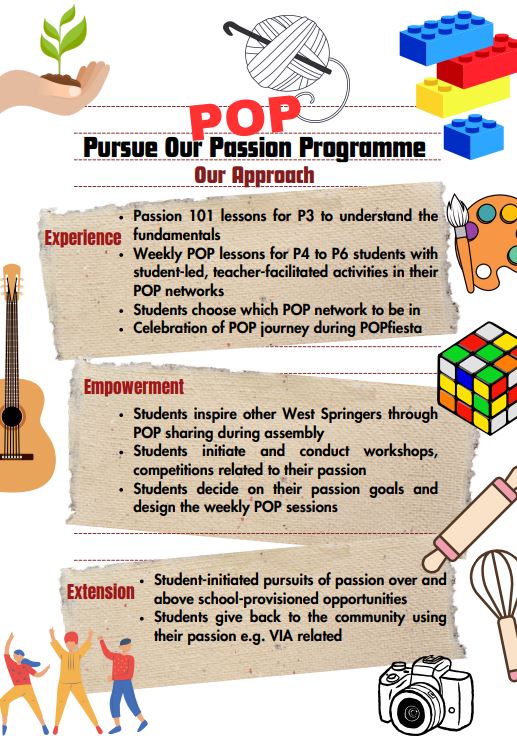 POP
Pursue Our Passion Programme
Our Approach
Experience
• Passion 101 lessons for P3 to understand the
fundamentals
• Weekly POP lessons for P4 to P6 students with
student-led, teacher-facilitated activities in their
POP networks
• Students choose which POP network to be in
• Celebration of POP journey during POPfiesta
Empowerment
• Students inspire other West Springers through
POP sharing during assembly
• Students initiate and conduct workshops,
competitions related to their passion
• Students decide on their passion goals and
design the weekly POP sessions
Extension
• Student-initiated pursuits of passion over and
above school-provisioned opportunities
• Students give back to the community using
their passion e.g. VIA related